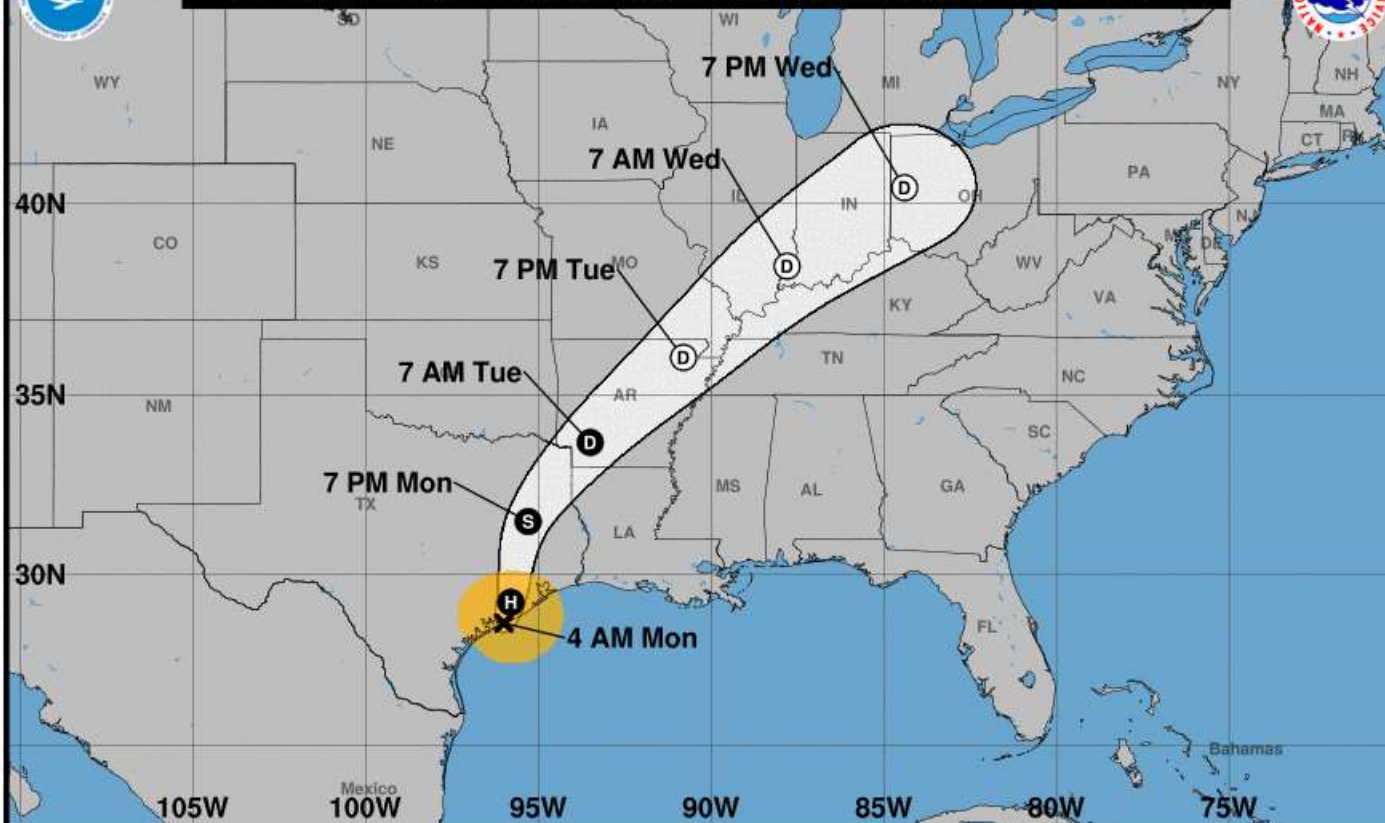 SD
WI
WY
7 PM Wed
MI
NY
NH
IA
MA
NE
CT
7 AM Wed
PA
40N
IL
IN
D
OH
NJ
CO
DE
KS
7 PM Tue
MO
D
WV
KY
VA
D
TN
7 AM Tue
NC
35N
AR
NM
D
SC
7 PM Mon
MS
AL
GA
TX
S
LA
30N
H
4 AM Mon
FL
Bahamas
Mexico
105W
100W
95W
90W
85W
80W
75W